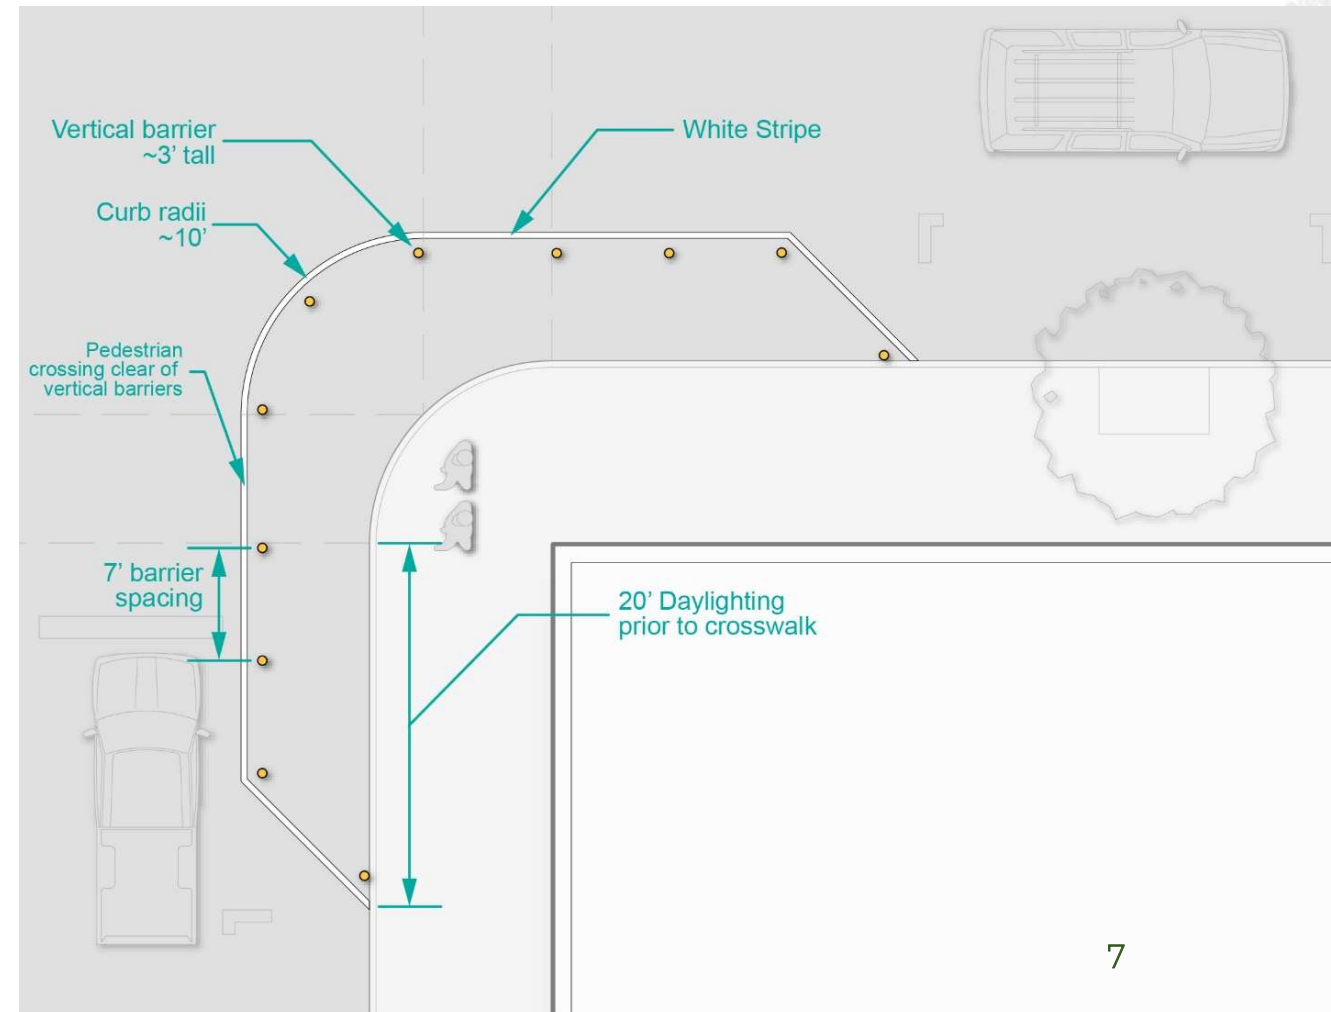 Vertical barrier
~3’ tall
White Stripe
Curb radii
~10’
Pedestrian
crossing clear of
vertical barriers
7’ barrier
spacing
20’ Daylighting
prior to crosswalk
7